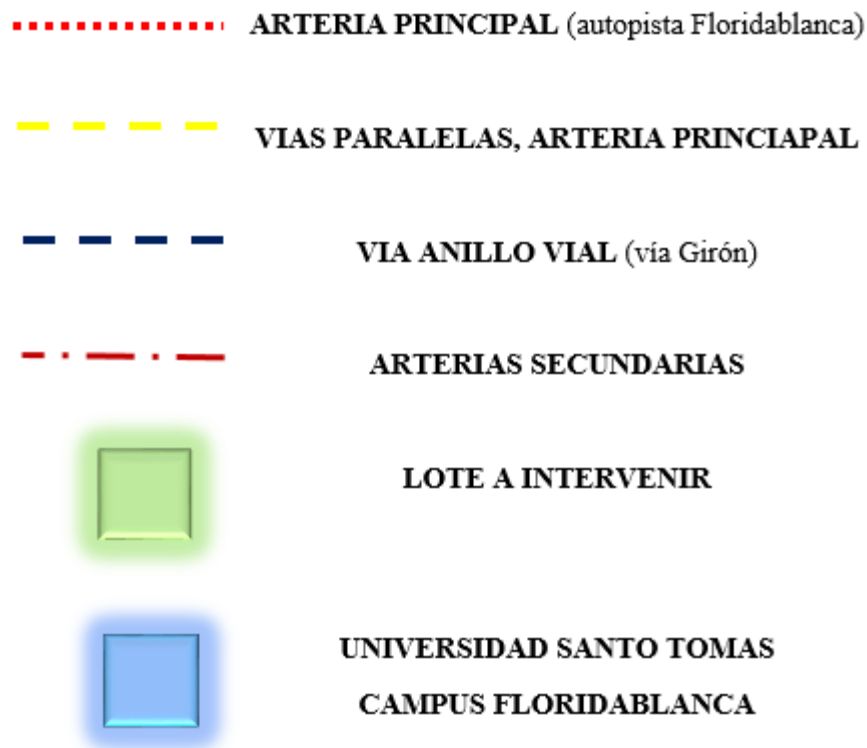 ARTERIA PRINCIPAL (autopista Floridablanca)
VIAS PARALELAS, ARTERIA PRINCIAPAL
VIA ANILLO VIAL (vía Girón)
ARTERIAS SECUNDARIAS
LOTE A INTERVENIR
UNIVERSIDAD SANTO TOMAS
CAMPUS FLORIDABLANCA